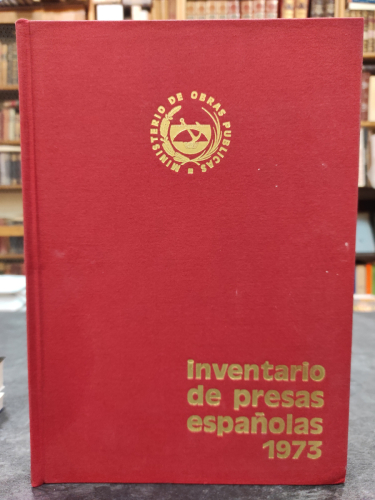 MINISTERIO DE OBRAS PUBLICAS
inventario
de presas
españolas
1973